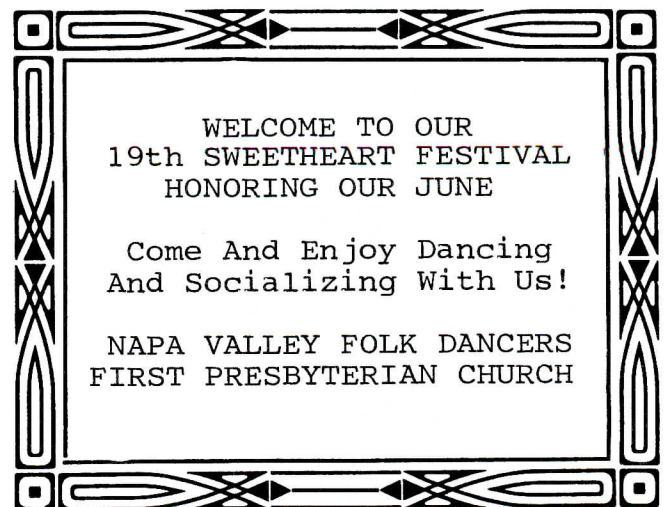 WELCOME TO OUR
19th SWEETHEART FESTIVAL
HONORING OUR JUNE
Come And Enjoy Dancing
And Socializing With Us!
NAPA VALLEY FOLK DANCERS
FIRST PRESBYTERIAN CHURCH